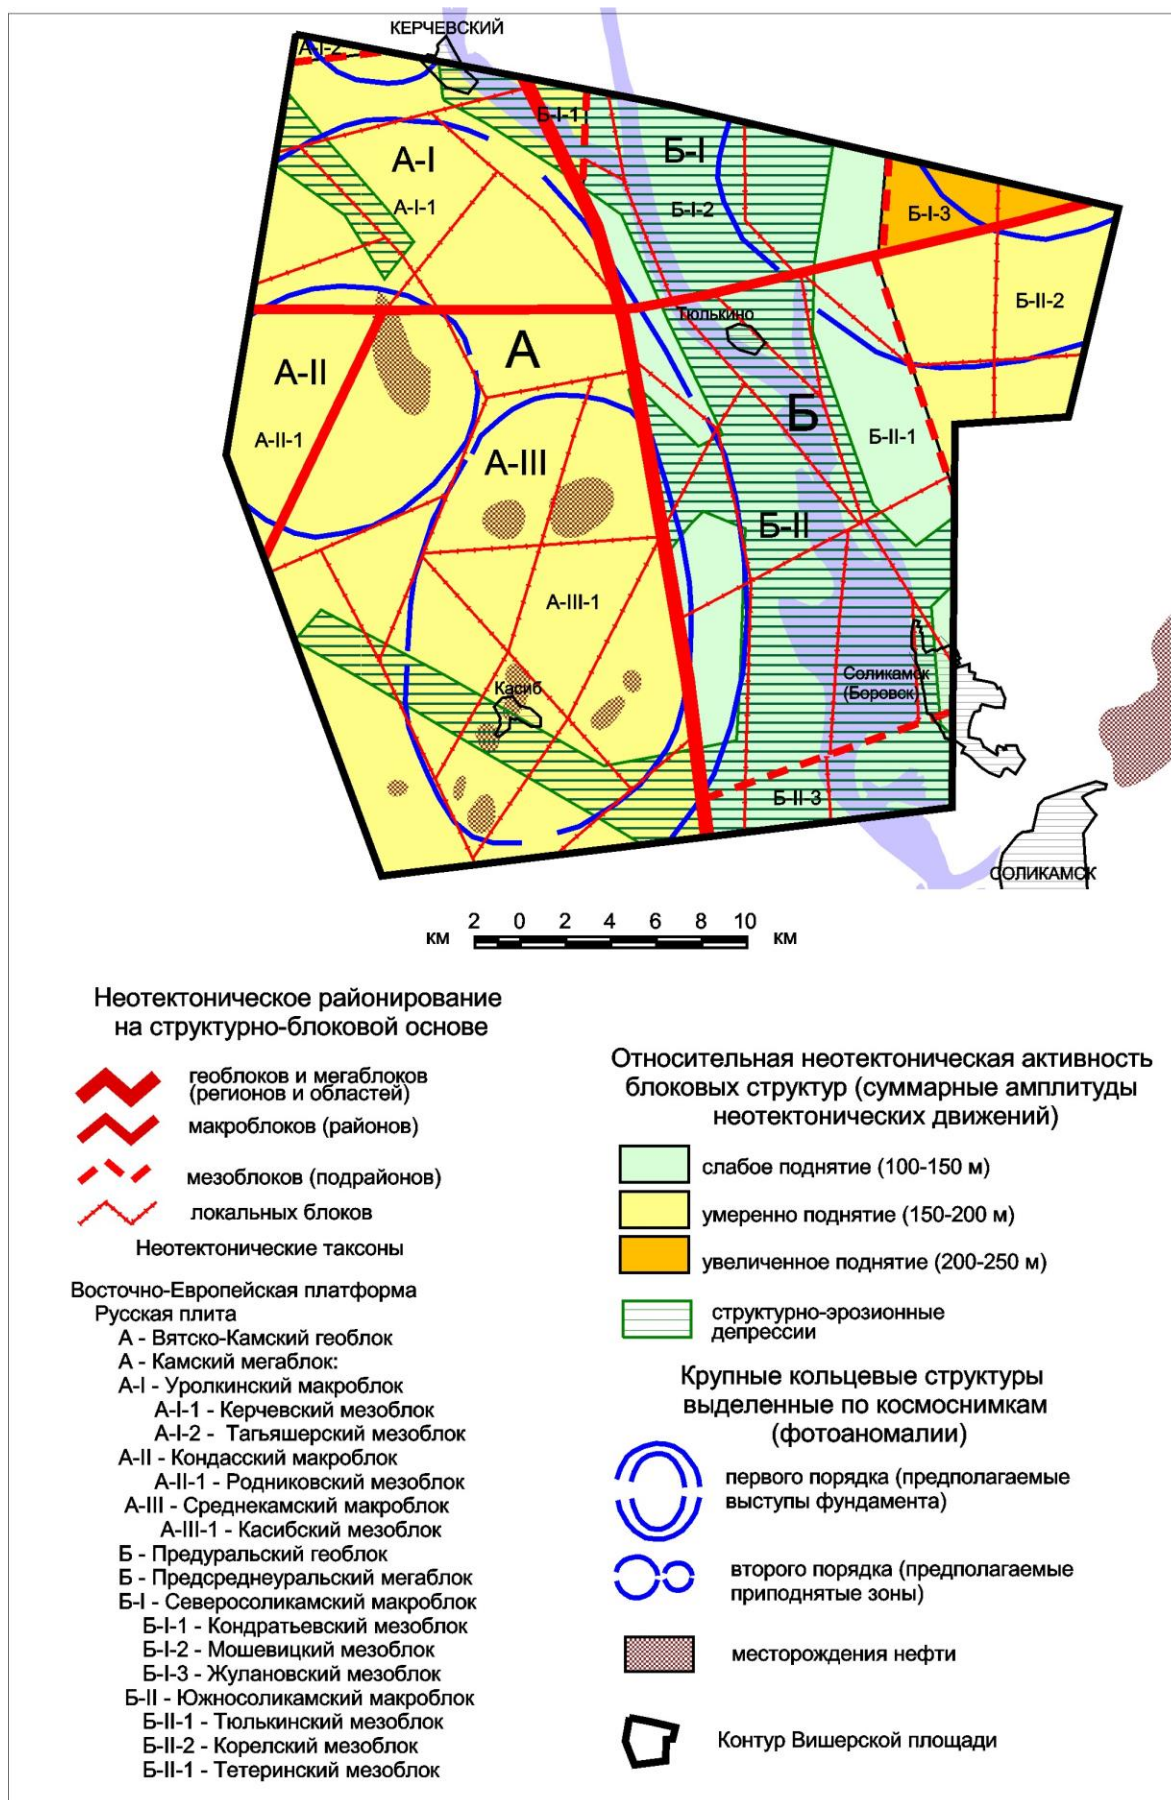 КЕРЧЕВСКИЙ
А-I-2
Б-I-1
А-I
Б-I
А-I-1
Б-I-2
Б-I-3
Б-II-2
Тюлькино
А
А-II
Б
А-II-1
Б-II-1
А-III
Б-II
А-III-1
Соликамск
(Боровск)
Касиб
Б-II-3
СОЛИКАМСК
2 0 2 4 6 8 10
км км
Неотектоническое районирование
на структурно-блоковой основе
геоблоков и мегаблоков
(регионов и областей)
макроблоков (районов)
мезоблоков (подрайонов)
локальных блоков
Неотектонические таксоны
Восточно-Европейская платформа
Русская плита
А - Вятско-Камский геоблок
А - Камский мегаблок:
А-I - Уролкинский макроблок
А-I-1 - Керчевский мезоблок
А-I-2 - Тагьяшерский мезоблок
А-II - Кондасский макроблок
А-II-1 - Родниковский мезоблок
А-III - Среднекамский макроблок
А-III-1 - Касибский мезоблок
Б - Предуральский геоблок
Б - Предсреднеуральский мегаблок
Б-I - Северосоликамский макроблок
Б-I-1 - Кондратьевский мезоблок
Б-I-2 - Мошевицкий мезоблок
Б-I-3 - Жулановский мезоблок
Б-II - Южносоликамский макроблок
Б-II-1 - Тюлькинский мезоблок
Б-II-2 - Корелский мезоблок
Б-II-1 - Тетеринский мезоблок
Относительная неотектоническая активность
блоковых структур (суммарные амплитуды
неотектонических движений)
слабое поднятие (100-150 м)
умеренно поднятие (150-200 м)
увеличенное поднятие (200-250 м)
структурно-эрозионные
депрессии
Крупные кольцевые структуры
выделенные по космоснимкам
(фотоаномалии)
первого порядка (предполагаемые
выступы фундамента)
второго порядка (предполагаемые
приподнятые зоны)
месторождения нефти
Контур Вишерской площади